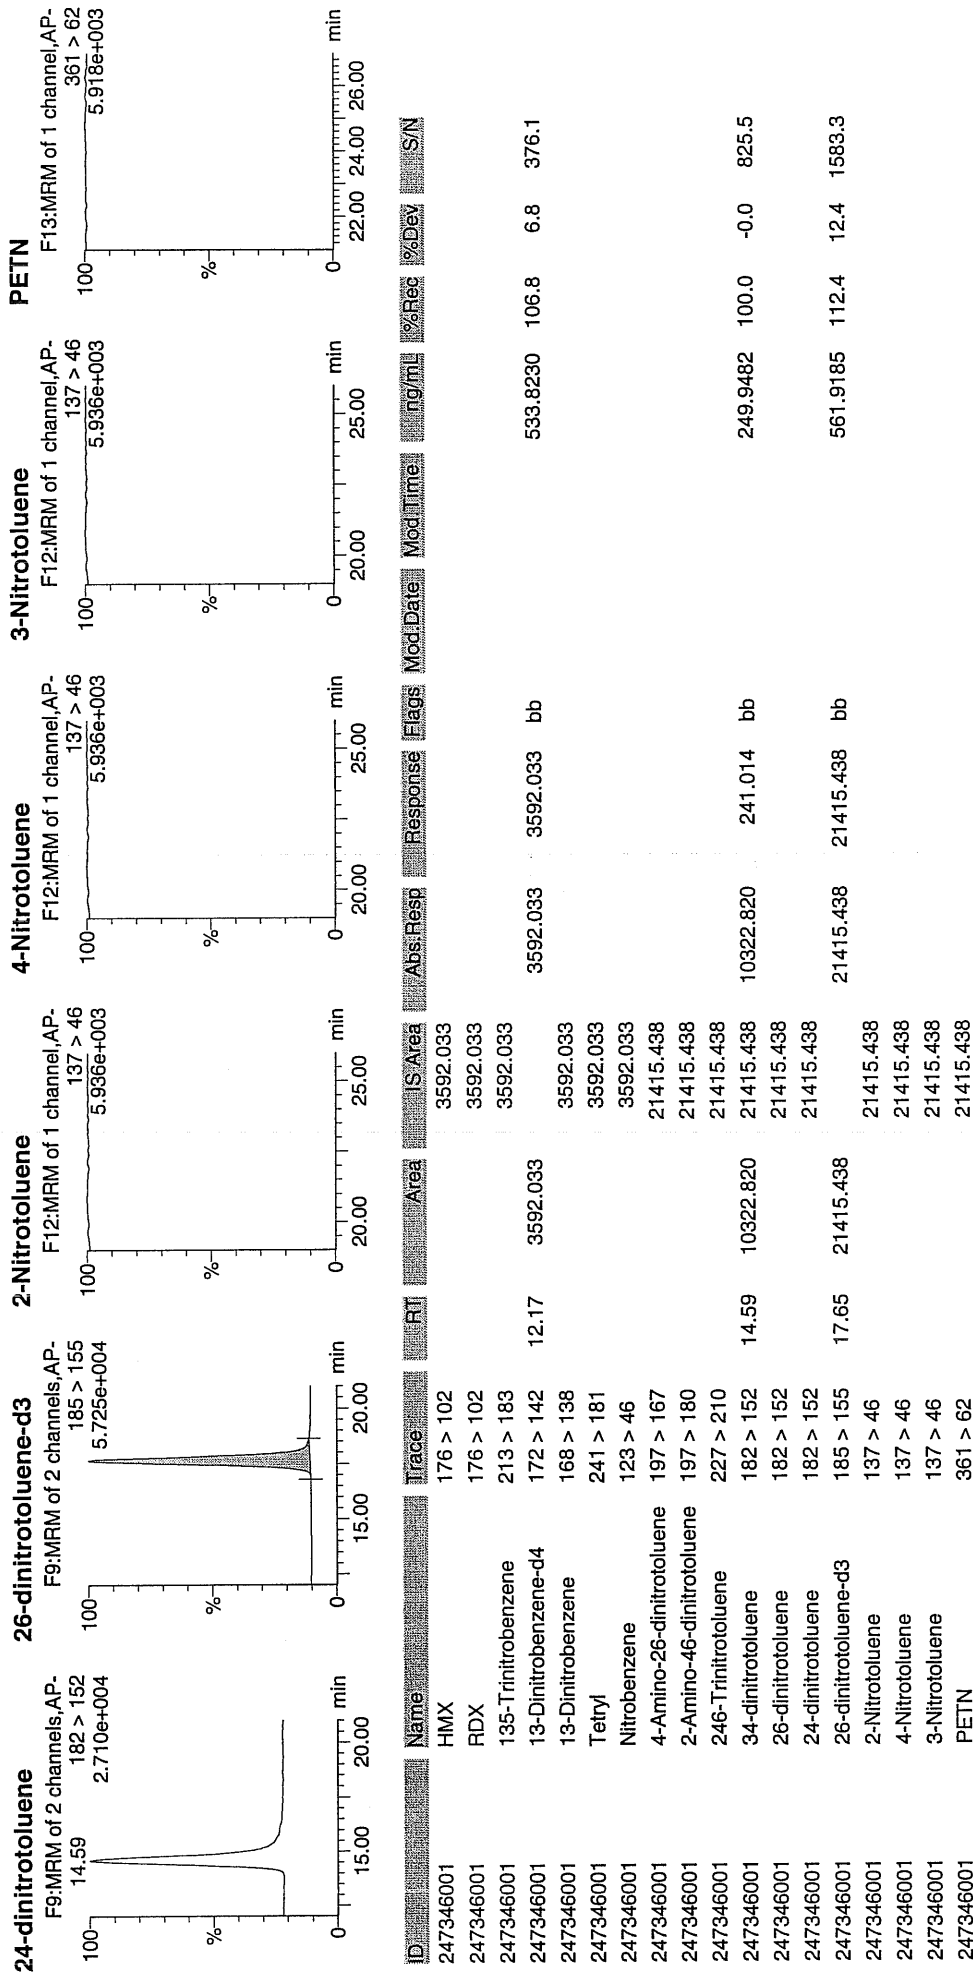 24-dinitrotoluene
F9:MRM of 2 channels,AP-
14.59 182 > 152
2.710e+004
100
%
0
15.00 20.00 min
26-dinitrotoluene-d3
F9:MRM of 2 channels,AP-
185 > 155
5.725e+004
100
%
0
15.00 20.00 min
2-Nitrotoluene
F12:MRM of 1 channel,AP-
137 > 46
5.936e+003
100
%
0
20.00 25.00 min
4-Nitrotoluene
F12:MRM of 1 channel,AP-
137 > 46
5.936e+003
100
%
0
20.00 25.00 min
3-Nitrotoluene
F12:MRM of 1 channel,AP-
137 > 46
5.936e+003
100
%
0
20.00 25.00 min
PETN
F13:MRM of 1 channel,AP-
361 > 62
5.918e+003
100
%
0
22.00 24.00 26.00 min
ID Name Trace RT Area IS Area Abs.Resp Response Flags Mod.Date Mod.Time ng/mL %Rec %Dev S/N
247346001 HMX 176 > 102 3592.033
247346001 RDX 176 > 102 3592.033
247346001 135-Trinitrobenzene 213 > 183 3592.033
247346001 13-Dinitrobenzene-d4 172 > 142 12.17 3592.033 3592.033 3592.033 bb 533.8230 106.8 6.8 376.1
247346001 13-Dinitrobenzene 168 > 138 3592.033
247346001 Tetryl 241 > 181 3592.033
247346001 Nitrobenzene 123 > 46 3592.033
247346001 4-Amino-26-dinitrotoluene 197 > 167 21415.438
247346001 2-Amino-46-dinitrotoluene 197 > 180 21415.438
247346001 246-Trinitrotoluene 227 > 210 21415.438
247346001 34-dinitrotoluene 182 > 152 14.59 10322.820 21415.438 10322.820 241.014 bb 249.9482 100.0 -0.0 825.5
247346001 26-dinitrotoluene 182 > 152 21415.438
247346001 24-dinitrotoluene 182 > 152 21415.438
247346001 26-dinitrotoluene-d3 185 > 155 17.65 21415.438 21415.438 21415.438 bb 561.9185 112.4 12.4 1583.3
247346001 2-Nitrotoluene 137 > 46 21415.438
247346001 4-Nitrotoluene 137 > 46 21415.438
247346001 3-Nitrotoluene 137 > 46 21415.438
247346001 PETN 361 > 62 21415.438